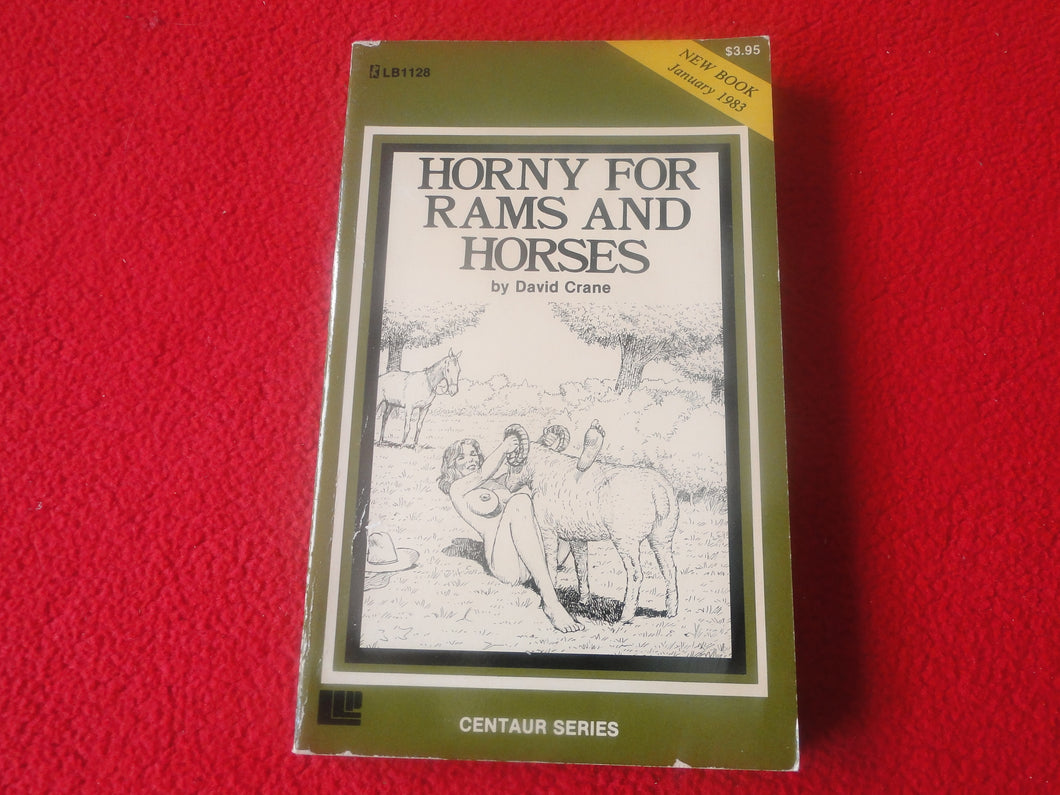 LB1128
$3.95
NEW BOOK
January 1983
HORNY FOR
RAMS AND
HORSES
by David Crane
CENTAUR SERIES